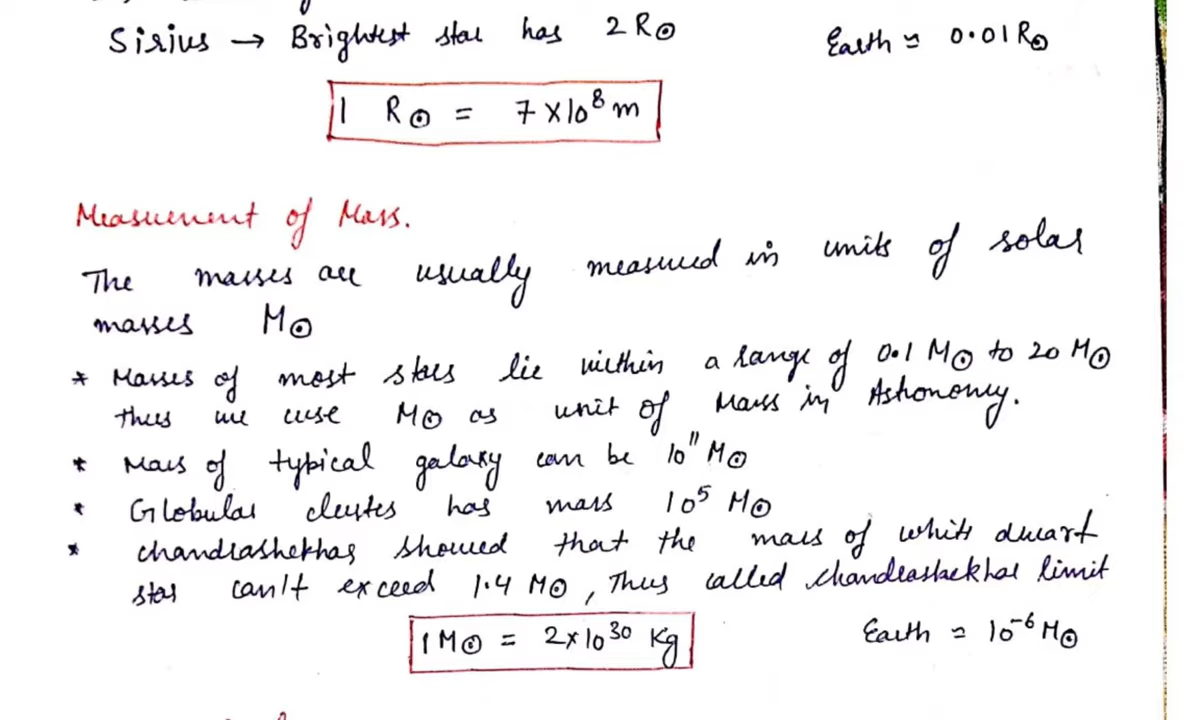 Sirius → Brightest star has 2 R☉
Earth ≈ 0.01 R☉
1 R☉ = 7 × 10⁸ m
Measurement of Mass.
The masses are usually measured in units of solar
masses M☉
* Masses of most stars lie within a range of 0.1 M☉ to 20 M☉
thus we use M☉ as unit of Mass in Astronomy.
* Mass of typical galaxy can be 10¹¹ M☉
* Globular cluster has mass 10⁵ M☉
* chandrashekhar showed that the mass of white dwarf
star can't exceed 1.4 M☉, Thus called chandrashekhar limit
1 M☉ = 2×10³⁰ Kg
Earth ≈ 10⁻⁶ M☉